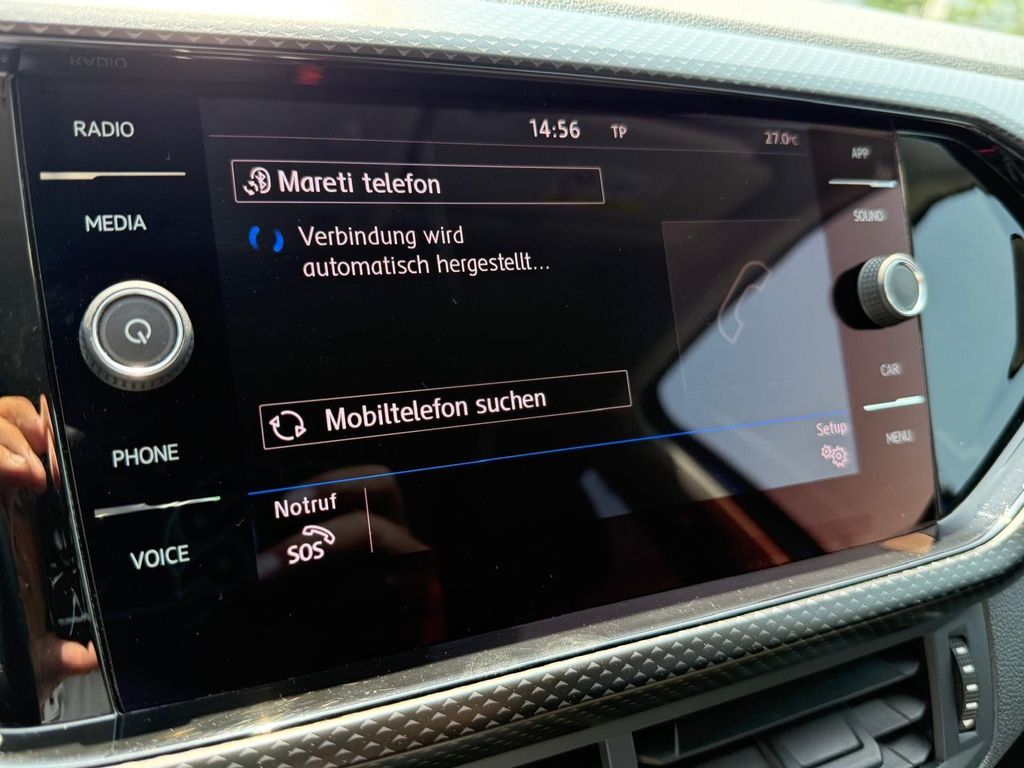 RADIO
14:56 TP 27.0°C
APP
RADIO
MEDIA
Mareti telefon
SOUND
Verbindung wird
automatisch hergestellt...
PHONE
Mobiltelefon suchen
CAR
Setup
MENU
VOICE
Notruf
SOS